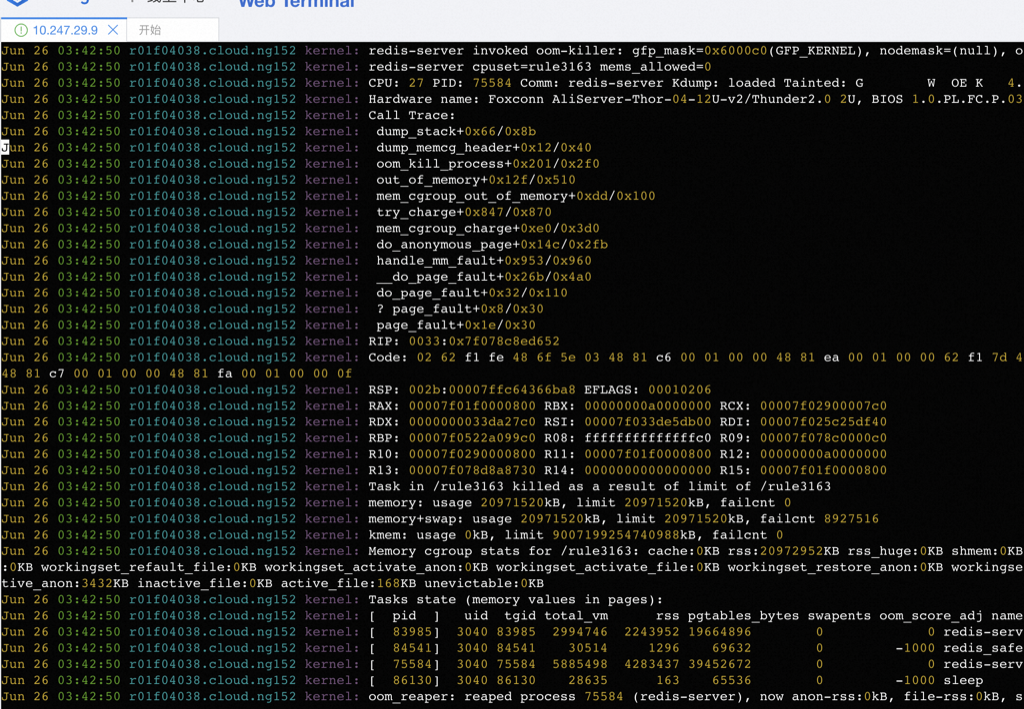 Web Terminal
10.247.29.9 开始
Jun 26 03:42:50 r01f04038.cloud.ng152 kernel: redis-server invoked oom-killer: gfp_mask=0x6000c0(GFP_KERNEL), nodemask=(null), o
Jun 26 03:42:50 r01f04038.cloud.ng152 kernel: redis-server cpuset=rule3163 mems_allowed=0
Jun 26 03:42:50 r01f04038.cloud.ng152 kernel: CPU: 27 PID: 75584 Comm: redis-server Kdump: loaded Tainted: G W OE K 4.
Jun 26 03:42:50 r01f04038.cloud.ng152 kernel: Hardware name: Foxconn AliServer-Thor-04-12U-v2/Thunder2.0 2U, BIOS 1.0.PL.FC.P.03
Jun 26 03:42:50 r01f04038.cloud.ng152 kernel: Call Trace:
Jun 26 03:42:50 r01f04038.cloud.ng152 kernel: dump_stack+0x66/0x8b
Jun 26 03:42:50 r01f04038.cloud.ng152 kernel: dump_memcg_header+0x12/0x40
Jun 26 03:42:50 r01f04038.cloud.ng152 kernel: oom_kill_process+0x201/0x2f0
Jun 26 03:42:50 r01f04038.cloud.ng152 kernel: out_of_memory+0x12f/0x510
Jun 26 03:42:50 r01f04038.cloud.ng152 kernel: mem_cgroup_out_of_memory+0xdd/0x100
Jun 26 03:42:50 r01f04038.cloud.ng152 kernel: try_charge+0x847/0x870
Jun 26 03:42:50 r01f04038.cloud.ng152 kernel: mem_cgroup_charge+0xe0/0x3d0
Jun 26 03:42:50 r01f04038.cloud.ng152 kernel: do_anonymous_page+0x14c/0x2fb
Jun 26 03:42:50 r01f04038.cloud.ng152 kernel: handle_mm_fault+0x953/0x960
Jun 26 03:42:50 r01f04038.cloud.ng152 kernel: __do_page_fault+0x26b/0x4a0
Jun 26 03:42:50 r01f04038.cloud.ng152 kernel: do_page_fault+0x32/0x110
Jun 26 03:42:50 r01f04038.cloud.ng152 kernel: ? page_fault+0x8/0x30
Jun 26 03:42:50 r01f04038.cloud.ng152 kernel: page_fault+0x1e/0x30
Jun 26 03:42:50 r01f04038.cloud.ng152 kernel: RIP: 0033:0x7f078c8ed652
Jun 26 03:42:50 r01f04038.cloud.ng152 kernel: Code: 02 62 f1 fe 48 6f 5e 03 48 81 c6 00 01 00 00 48 81 ea 00 01 00 00 62 f1 7d 4
48 81 c7 00 01 00 00 48 81 fa 00 01 00 00 0f
Jun 26 03:42:50 r01f04038.cloud.ng152 kernel: RSP: 002b:00007ffc64366ba8 EFLAGS: 00010206
Jun 26 03:42:50 r01f04038.cloud.ng152 kernel: RAX: 00007f01f0000800 RBX: 00000000a0000000 RCX: 00007f02900007c0
Jun 26 03:42:50 r01f04038.cloud.ng152 kernel: RDX: 0000000033da27c0 RSI: 00007f033de5db00 RDI: 00007f025c25df40
Jun 26 03:42:50 r01f04038.cloud.ng152 kernel: RBP: 00007f0522a099c0 R08: ffffffffffffffc0 R09: 00007f078c0000c0
Jun 26 03:42:50 r01f04038.cloud.ng152 kernel: R10: 00007f0290000800 R11: 00007f01f0000800 R12: 00000000a0000000
Jun 26 03:42:50 r01f04038.cloud.ng152 kernel: R13: 00007f078d8a8730 R14: 0000000000000000 R15: 00007f01f0000800
Jun 26 03:42:50 r01f04038.cloud.ng152 kernel: Task in /rule3163 killed as a result of limit of /rule3163
Jun 26 03:42:50 r01f04038.cloud.ng152 kernel: memory: usage 20971520kB, limit 20971520kB, failcnt 0
Jun 26 03:42:50 r01f04038.cloud.ng152 kernel: memory+swap: usage 20971520kB, limit 20971520kB, failcnt 8927516
Jun 26 03:42:50 r01f04038.cloud.ng152 kernel: kmem: usage 0kB, limit 9007199254740988kB, failcnt 0
Jun 26 03:42:50 r01f04038.cloud.ng152 kernel: Memory cgroup stats for /rule3163: cache:0KB rss:20972952KB rss_huge:0KB shmem:0KB
:0KB workingset_refault_file:0KB workingset_activate_anon:0KB workingset_activate_file:0KB workingset_restore_anon:0KB workingse
tive_anon:3432KB inactive_file:0KB active_file:168KB unevictable:0KB
Jun 26 03:42:50 r01f04038.cloud.ng152 kernel: Tasks state (memory values in pages):
Jun 26 03:42:50 r01f04038.cloud.ng152 kernel: [ pid ] uid tgid total_vm rss pgtables_bytes swapents oom_score_adj name
Jun 26 03:42:50 r01f04038.cloud.ng152 kernel: [ 83985] 3040 83985 2994746 2243952 19664896 0 0 redis-serv
Jun 26 03:42:50 r01f04038.cloud.ng152 kernel: [ 84541] 3040 84541 30514 1296 69632 0 -1000 redis_safe
Jun 26 03:42:50 r01f04038.cloud.ng152 kernel: [ 75584] 3040 75584 5885498 4283437 39452672 0 0 redis-serv
Jun 26 03:42:50 r01f04038.cloud.ng152 kernel: [ 86130] 3040 86130 28635 163 65536 0 -1000 sleep
Jun 26 03:42:50 r01f04038.cloud.ng152 kernel: oom_reaper: reaped process 75584 (redis-server), now anon-rss:0kB, file-rss:0kB, s